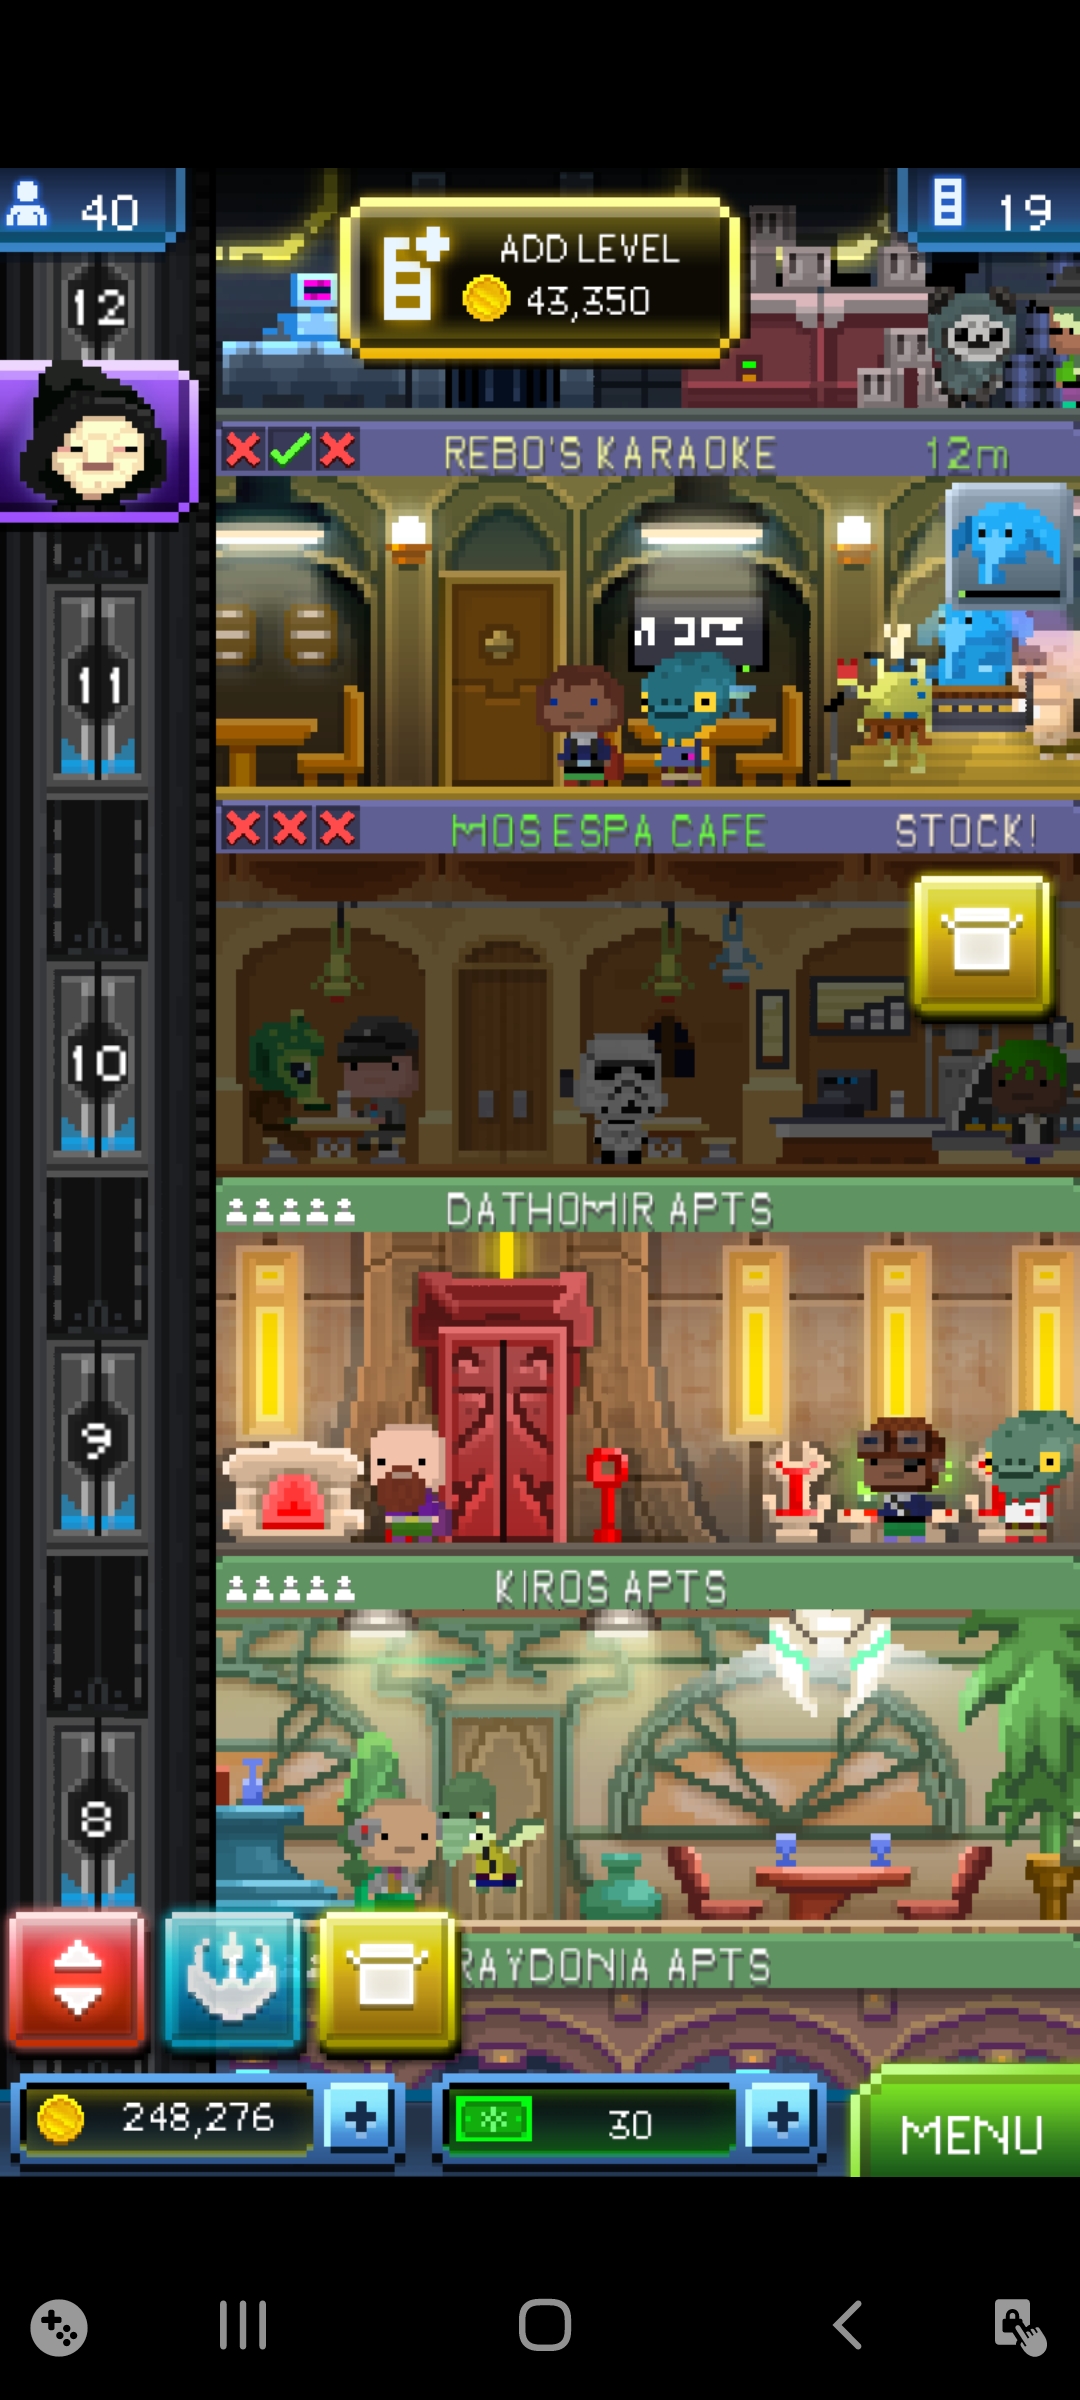 40
ADD LEVEL
43,350
19
12
REBO'S KARAOKE
12m
11
MOS ESPA CAFE
STOCK!
10
DATHOMIR APTS
9
KIROS APTS
8
RAYDONIA APTS
248,276
30
MENU